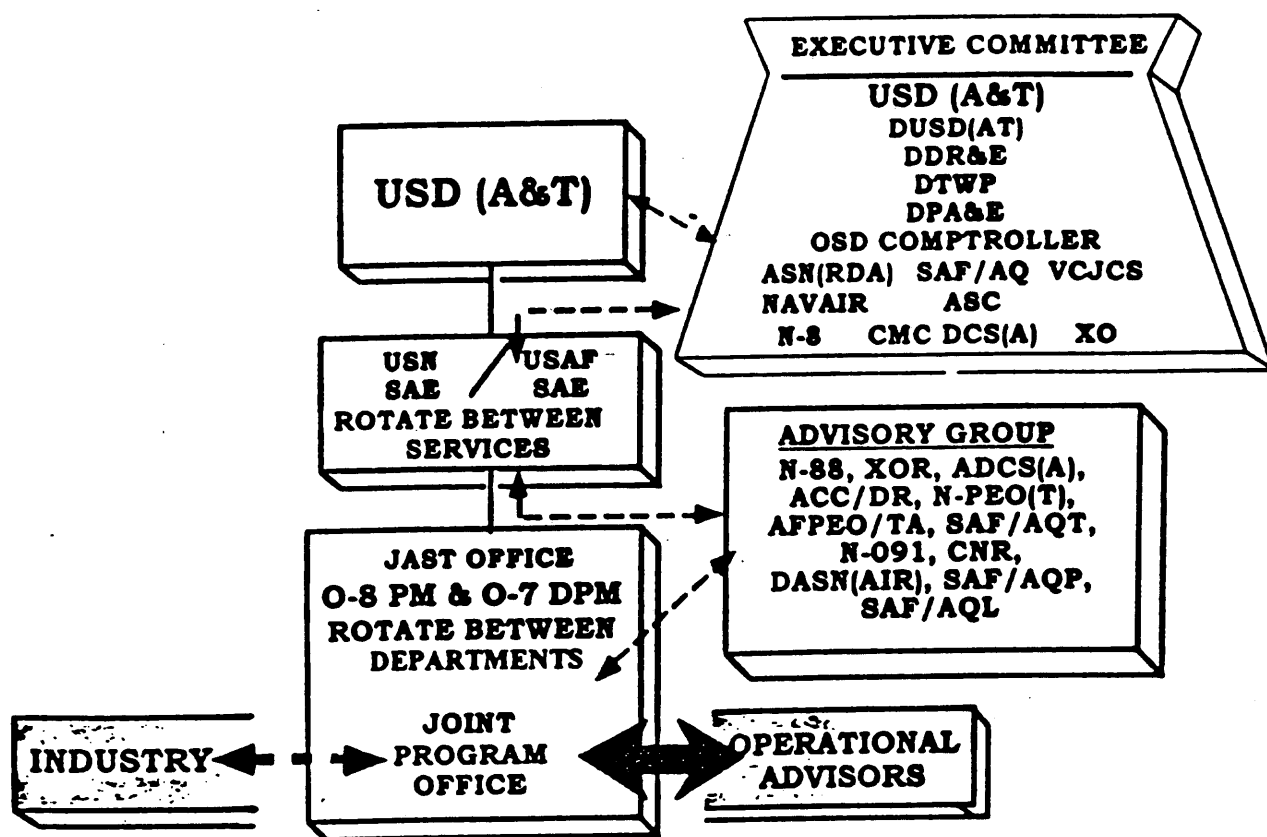 EXECUTIVE COMMITTEE
USD (A&T)
DUSD(AT)
DDR&E
DTWP
DPA&E
OSD COMPTROLLER
ASN(RDA) SAF/AQ VCJCS
NAVAIR ASC
N-8 CMC DCS(A) XO
USD (A&T)
USN USAF
SAE SAE
ROTATE BETWEEN
SERVICES
ADVISORY GROUP
N-88, XOR, ADCS(A),
ACC/DR, N-PEO(T),
AFPEO/TA, SAF/AQT,
N-091, CNR,
DASN(AIR), SAF/AQP,
SAF/AQL
JAST OFFICE
O-8 PM & O-7 DPM
ROTATE BETWEEN
DEPARTMENTS
JOINT
PROGRAM
OFFICE
INDUSTRY
OPERATIONAL
ADVISORS